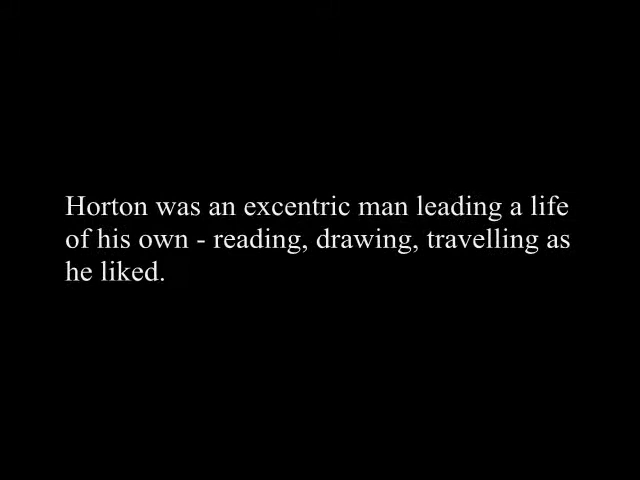 Horton was an excentric man leading a life
of his own - reading, drawing, travelling as
he liked.